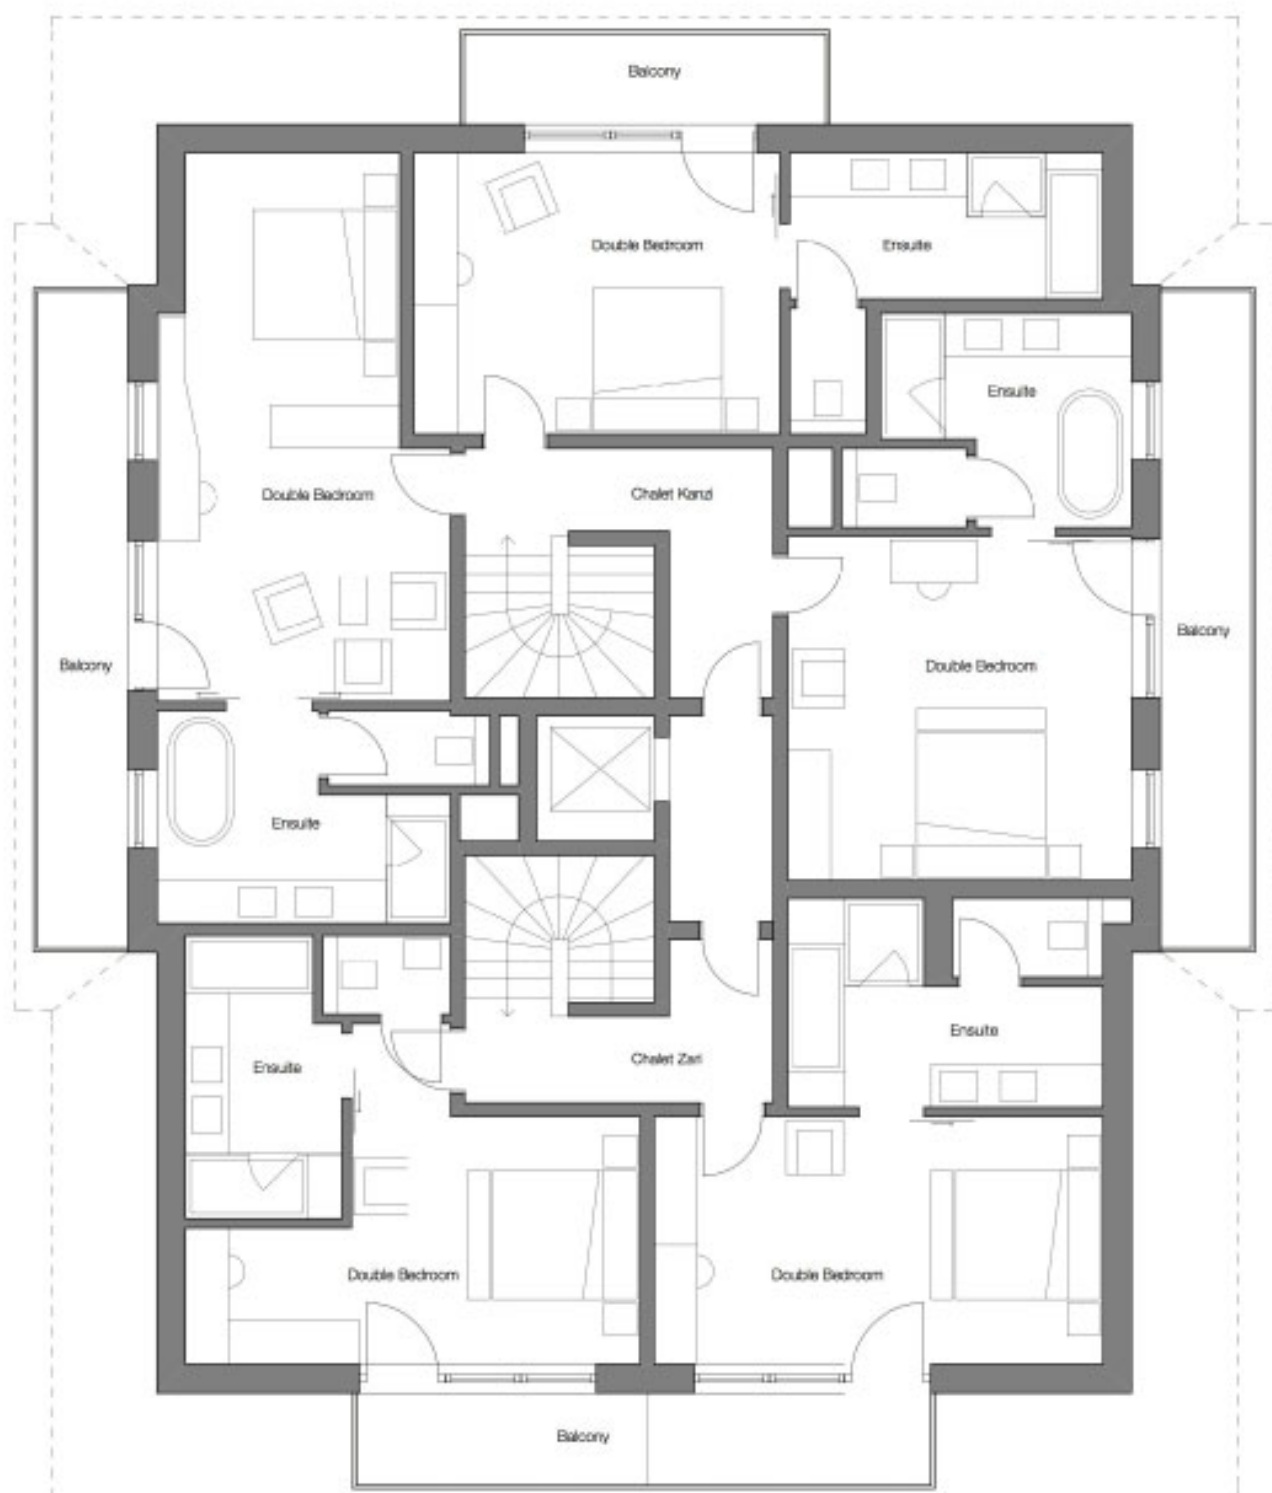 Balcony
Double Bedroom
Ensuite
Ensuite
Double Bedroom
Chalet Kanzi
Balcony
Balcony
Double Bedroom
Ensuite
Ensuite
Chalet Zari
Ensuite
Double Bedroom
Double Bedroom
Balcony